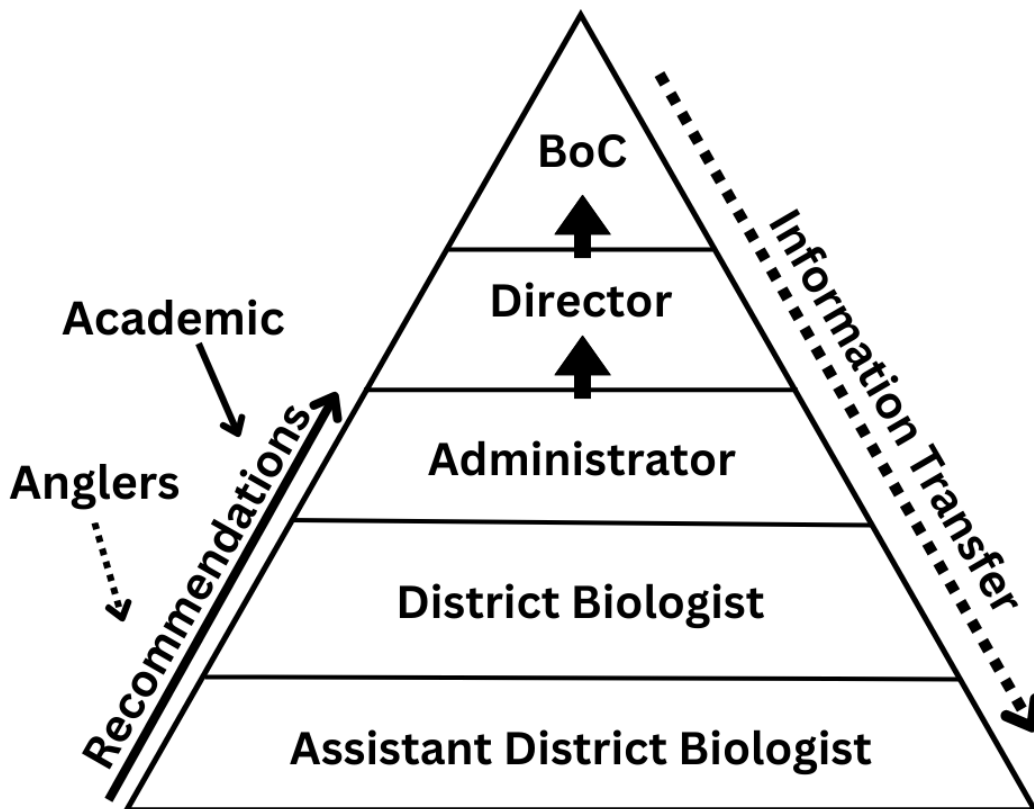 BoC
Director
Academic
Administrator
Anglers
Recommendations
Information Transfer
District Biologist
Assistant District Biologist